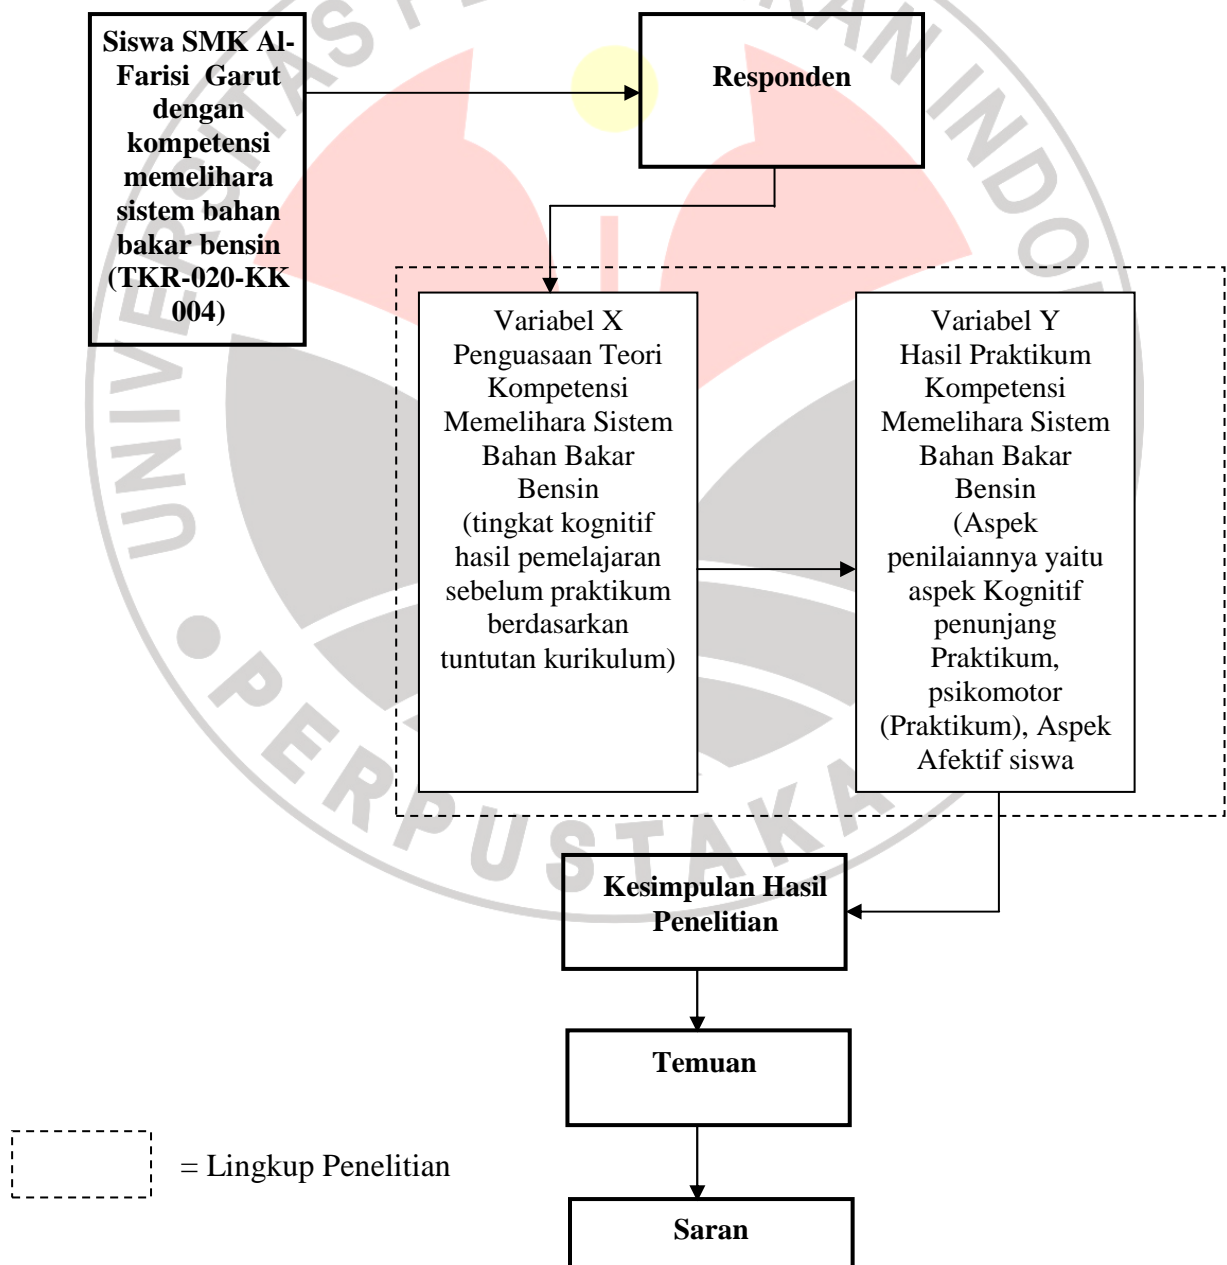 Siswa SMK Al-
Farisi Garut
dengan
kompetensi
memelihara
sistem bahan
bakar bensin
(TKR-020-KK
004)
Responden
Variabel X
Penguasaan Teori
Kompetensi
Memelihara Sistem
Bahan Bakar
Bensin
(tingkat kognitif
hasil pemelajaran
sebelum praktikum
berdasarkan
tuntutan kurikulum)
Variabel Y
Hasil Praktikum
Kompetensi
Memelihara Sistem
Bahan Bakar
Bensin
(Aspek
penilaiannya yaitu
aspek Kognitif
penunjang
Praktikum,
psikomotor
(Praktikum), Aspek
Afektif siswa
Kesimpulan Hasil
Penelitian
Temuan
= Lingkup Penelitian
Saran
PERPUSTAKA